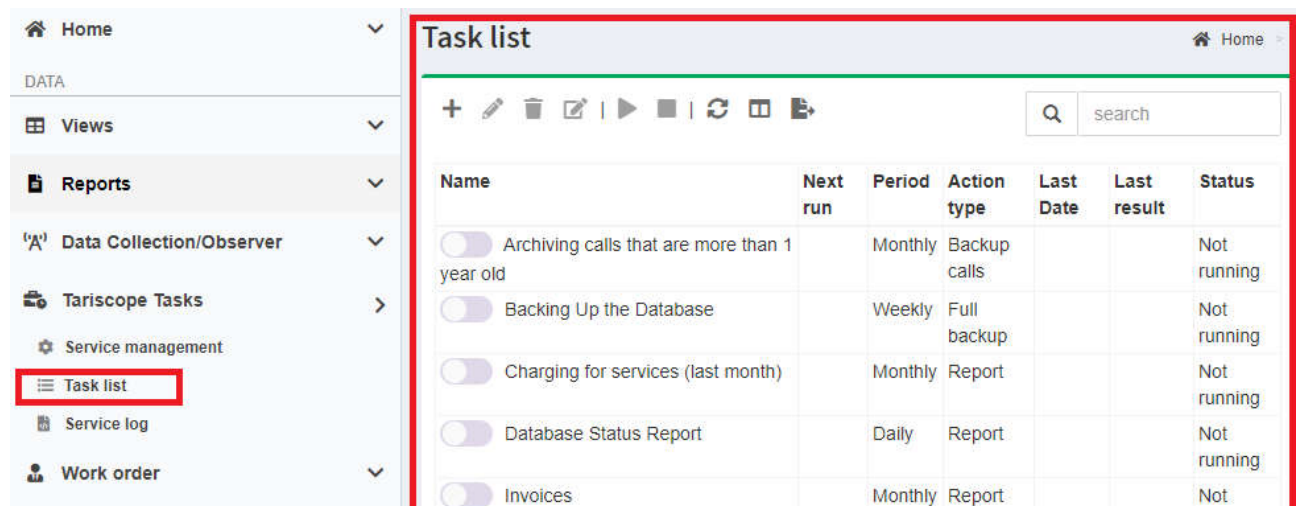 Home
DATA
Views
Reports
Data Collection/Observer
Tariscope Tasks
Service management
Task list
Service log
Work order
Task list
Home >
search
Name Next run Period Action type Last Date Last result Status
Archiving calls that are more than 1 year old Monthly Backup calls Not running
Backing Up the Database Weekly Full backup Not running
Charging for services (last month) Monthly Report Not running
Database Status Report Daily Report Not running
Invoices Monthly Report Not